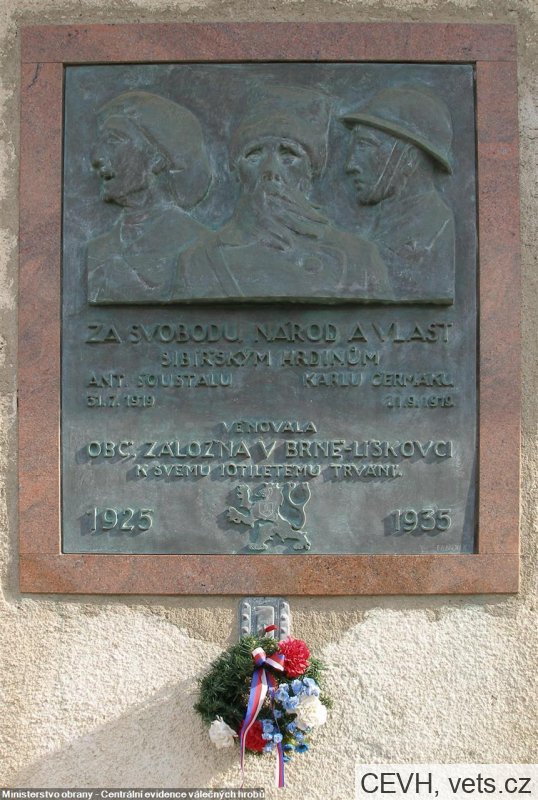 ZA SVOBODU, NÁROD A VLAST
SIBIŘSKÝM HRDINŮM
ANT. SOUSTALU KARLU ČERMÁKU
31.7. 1919 21.9. 1919.
VĚNOVALA
OBČ. ZÁLOŽNA V BRNĚ-LÍSKOVCI
K SVÉMU 10TILETÉMU TRVÁNÍ.
1925 1935
Ministerstvo obrany - Centrální evidence válečných hrobů
CEVH, vets.cz